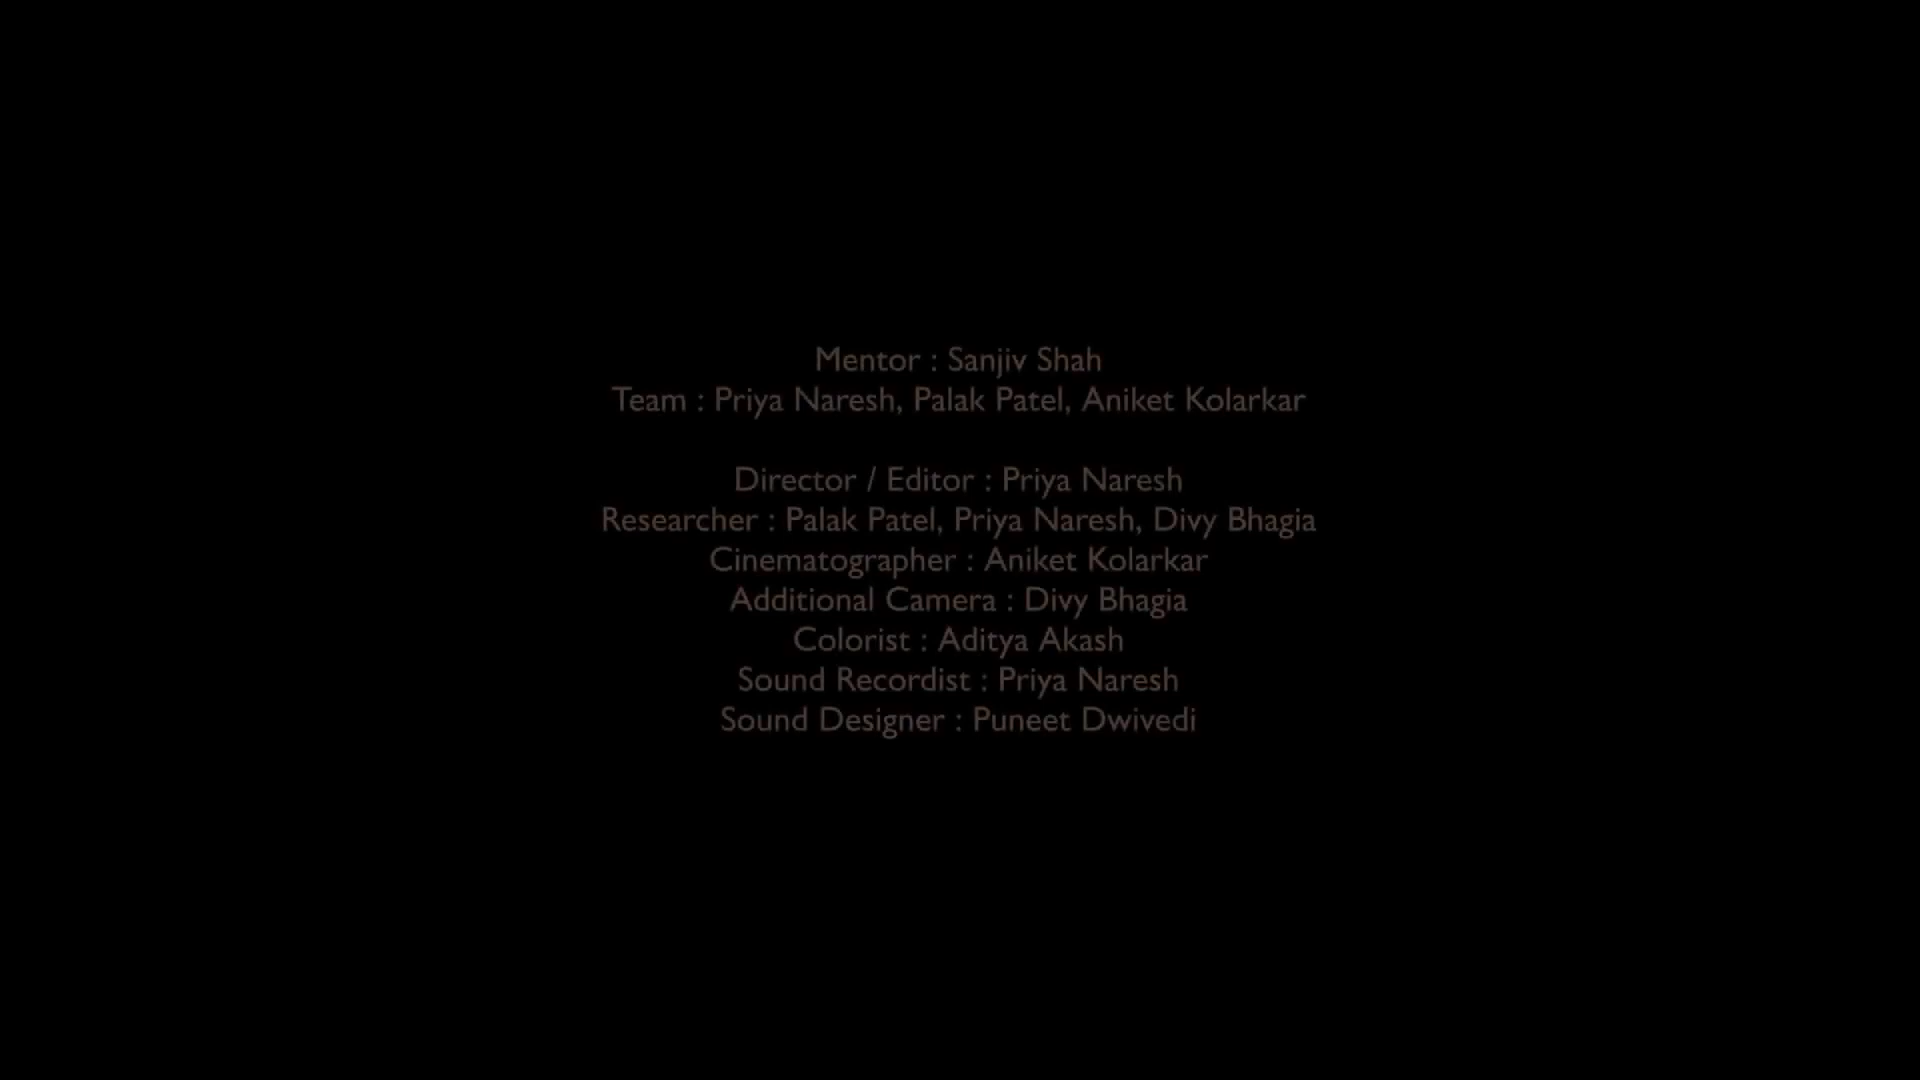 Mentor : Sanjiv Shah
Team : Priya Naresh, Palak Patel, Aniket Kolarkar
Director / Editor : Priya Naresh
Researcher : Palak Patel, Priya Naresh, Divy Bhagia
Cinematographer : Aniket Kolarkar
Additional Camera : Divy Bhagia
Colorist : Aditya Akash
Sound Recordist : Priya Naresh
Sound Designer : Puneet Dwivedi